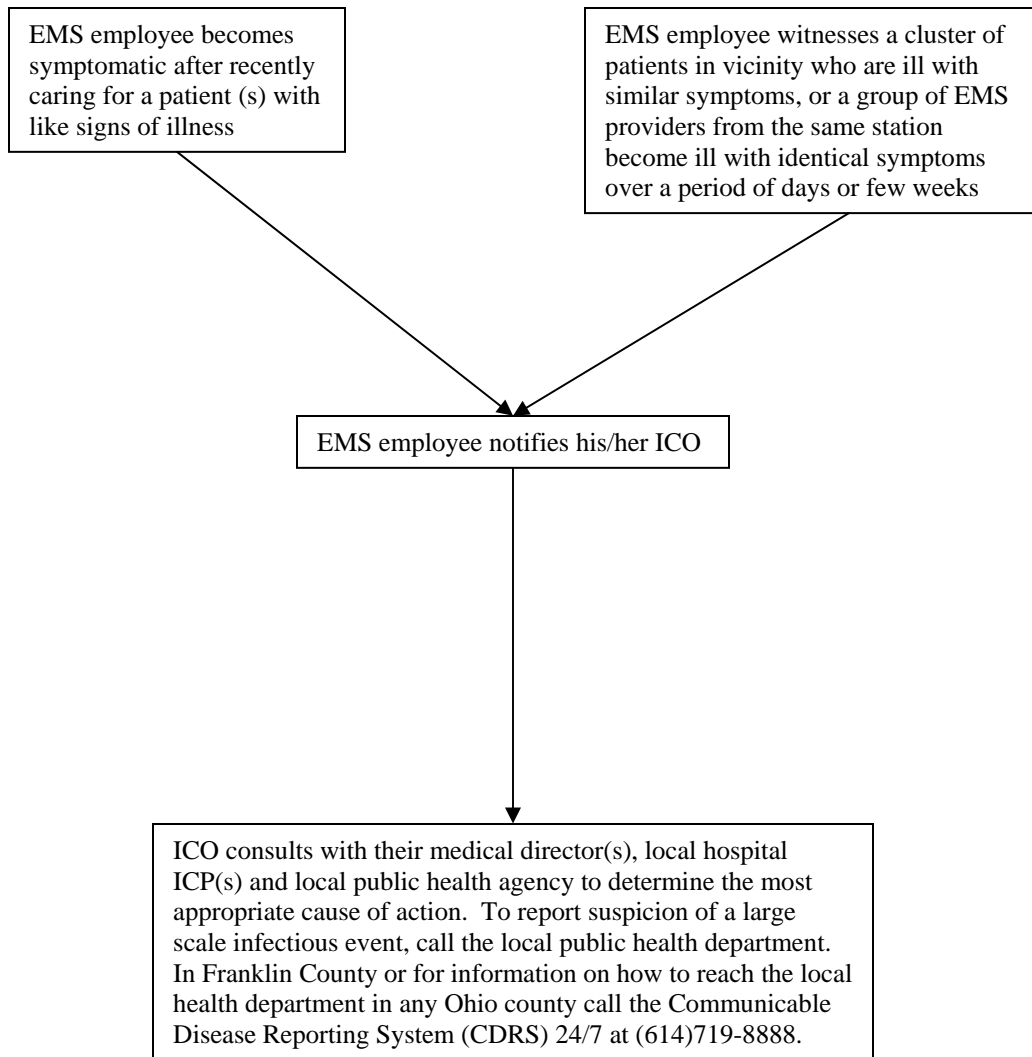 EMS employee becomes
symptomatic after recently
caring for a patient (s) with
like signs of illness
EMS employee witnesses a cluster of
patients in vicinity who are ill with
similar symptoms, or a group of EMS
providers from the same station
become ill with identical symptoms
over a period of days or few weeks
EMS employee notifies his/her ICO
ICO consults with their medical director(s), local hospital
ICP(s) and local public health agency to determine the most
appropriate cause of action.  To report suspicion of a large
scale infectious event, call the local public health department.
In Franklin County or for information on how to reach the local
health department in any Ohio county call the Communicable
Disease Reporting System (CDRS) 24/7 at (614)719-8888.